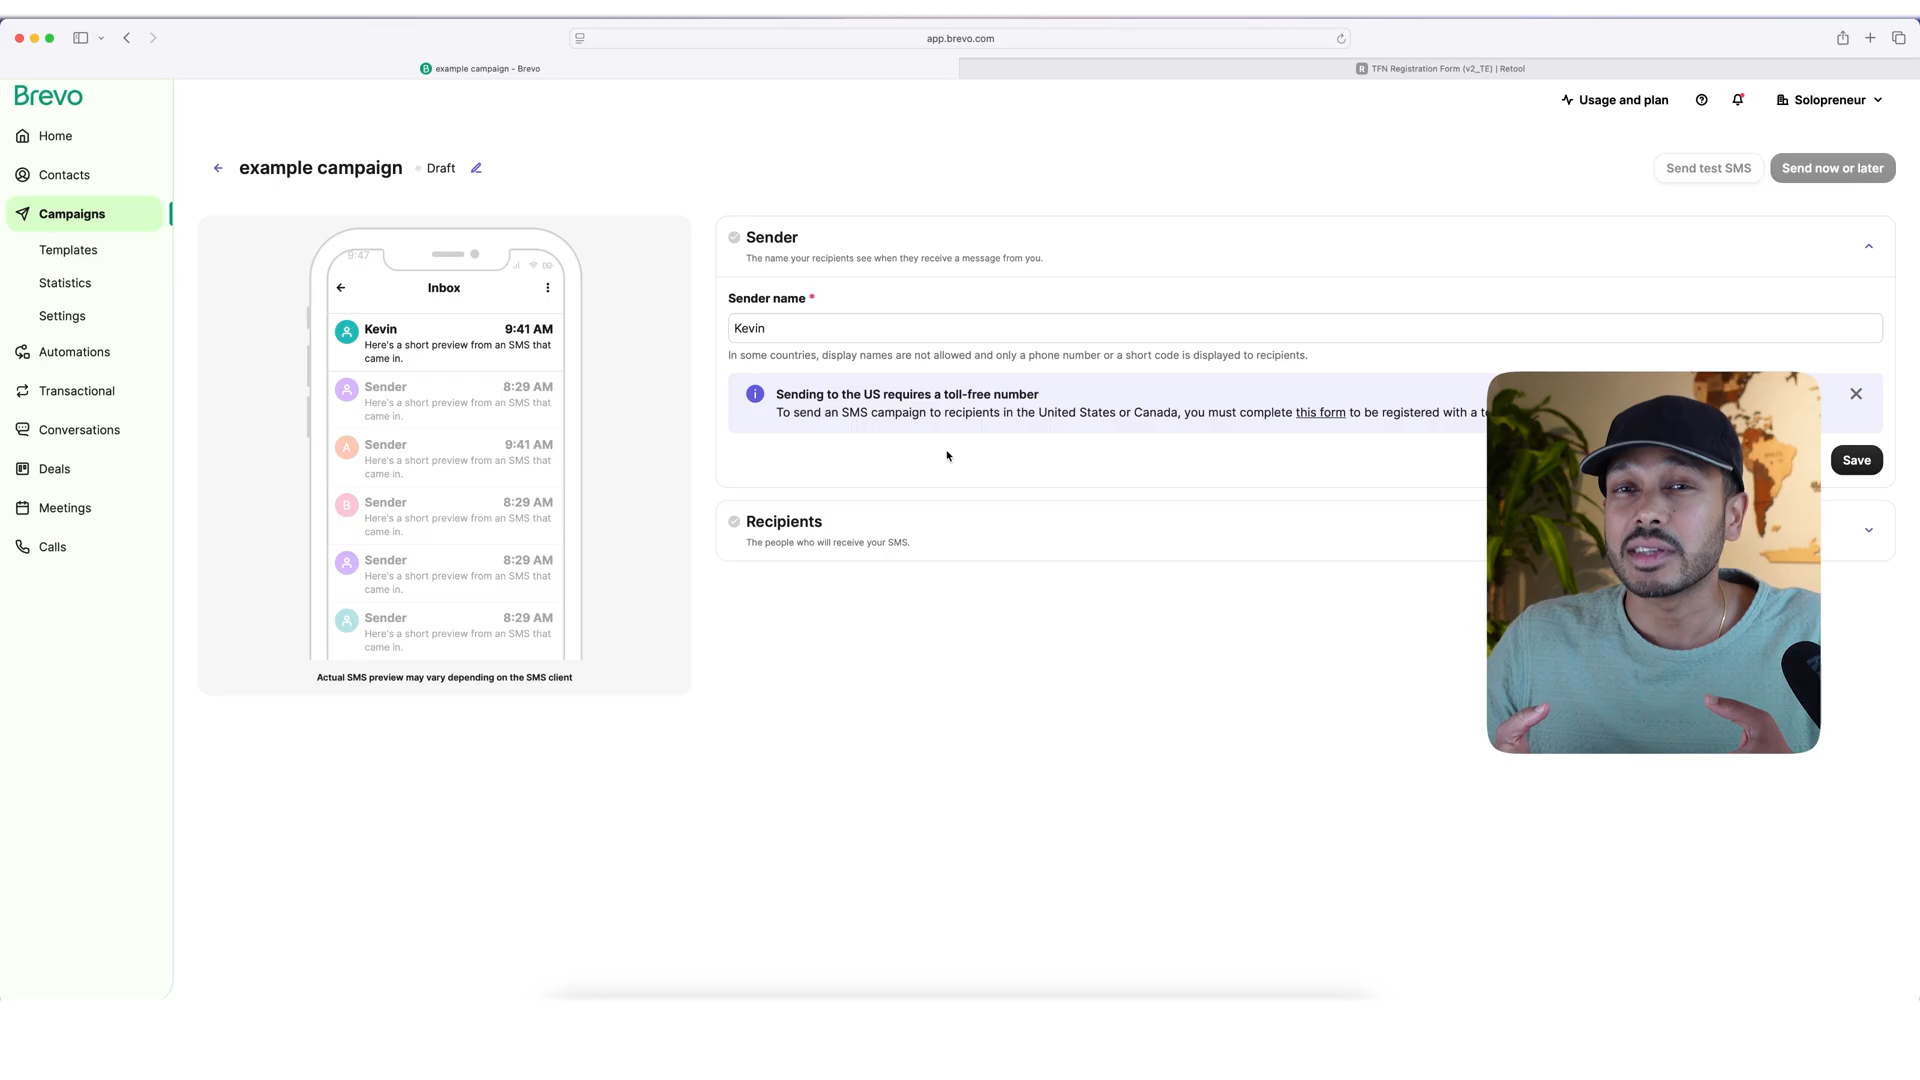 app.brevo.com
example campaign - Brevo
TFN Registration Form (v2_TE) | Retool
Brevo
Usage and plan
Solopreneur
Home
Contacts
Campaigns
Templates
Statistics
Settings
Automations
Transactional
Conversations
Deals
Meetings
Calls
example campaign
Draft
Send test SMS
Send now or later
9:47
Inbox
Kevin 9:41 AM
Here's a short preview from an SMS that
came in.
Sender 8:29 AM
Here's a short preview from an SMS that
came in.
A
Sender 9:41 AM
Here's a short preview from an SMS that
came in.
B
Sender 8:29 AM
Here's a short preview from an SMS that
came in.
Sender 8:29 AM
Here's a short preview from an SMS that
came in.
Sender 8:29 AM
Here's a short preview from an SMS that
came in.
Actual SMS preview may vary depending on the SMS client
Sender
The name your recipients see when they receive a message from you.
Sender name *
Kevin
In some countries, display names are not allowed and only a phone number or a short code is displayed to recipients.
Sending to the US requires a toll-free number
To send an SMS campaign to recipients in the United States or Canada, you must complete this form to be registered with a
Save
Recipients
The people who will receive your SMS.